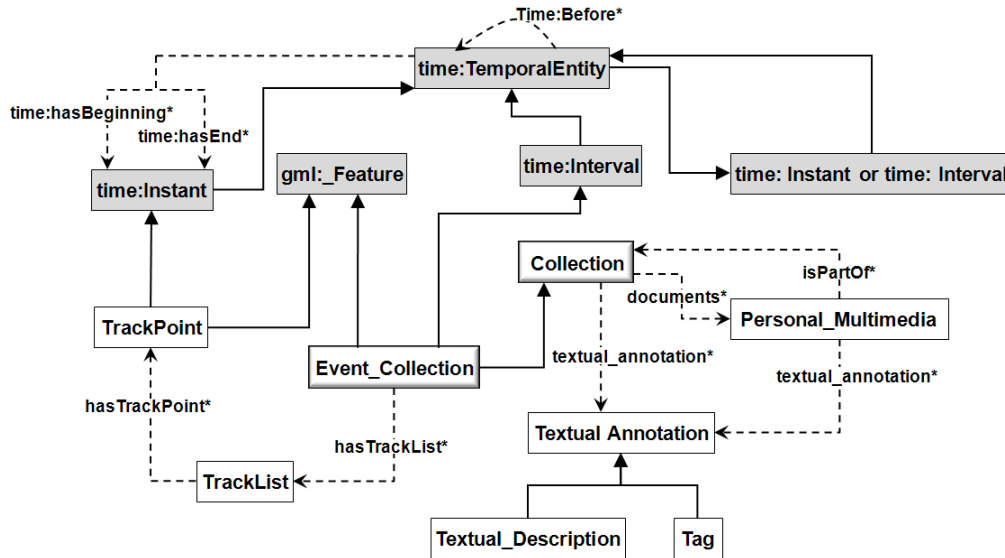 Time:Before*
time:TemporalEntity
time:hasBeginning*
time:hasEnd*
time:Instant
gml:_Feature
time:Interval
time: Instant or time: Interval
Collection
isPartOf*
documents*
TrackPoint
Personal_Multimedia
Event_Collection
textual_annotation*
textual_annotation*
hasTrackPoint*
Textual Annotation
hasTrackList*
TrackList
Textual_Description
Tag